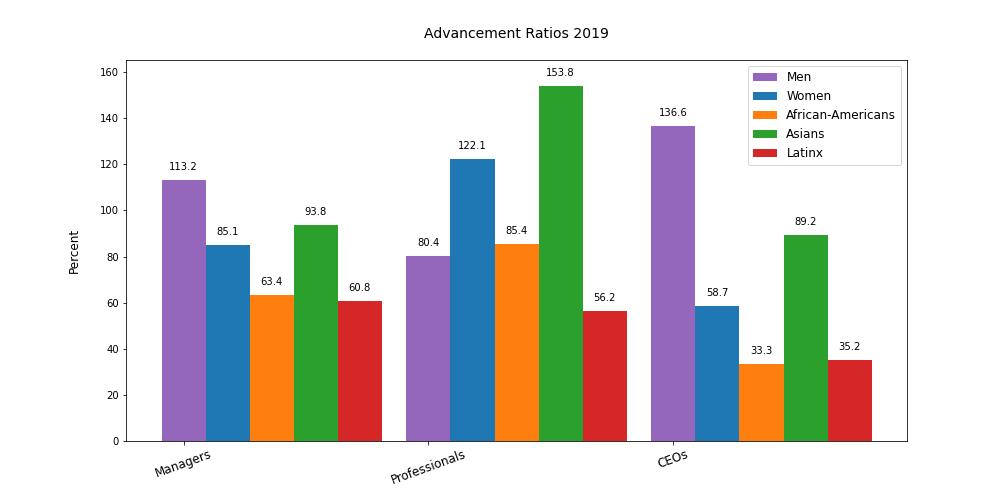 Advancement Ratios 2019
Percent
160
140
120
100
80
60
40
20
0
113.2
85.1
63.4
93.8
60.8
80.4
122.1
85.4
153.8
56.2
136.6
58.7
33.3
89.2
35.2
Men
Women
African-Americans
Asians
Latinx
Managers
Professionals
CEOs